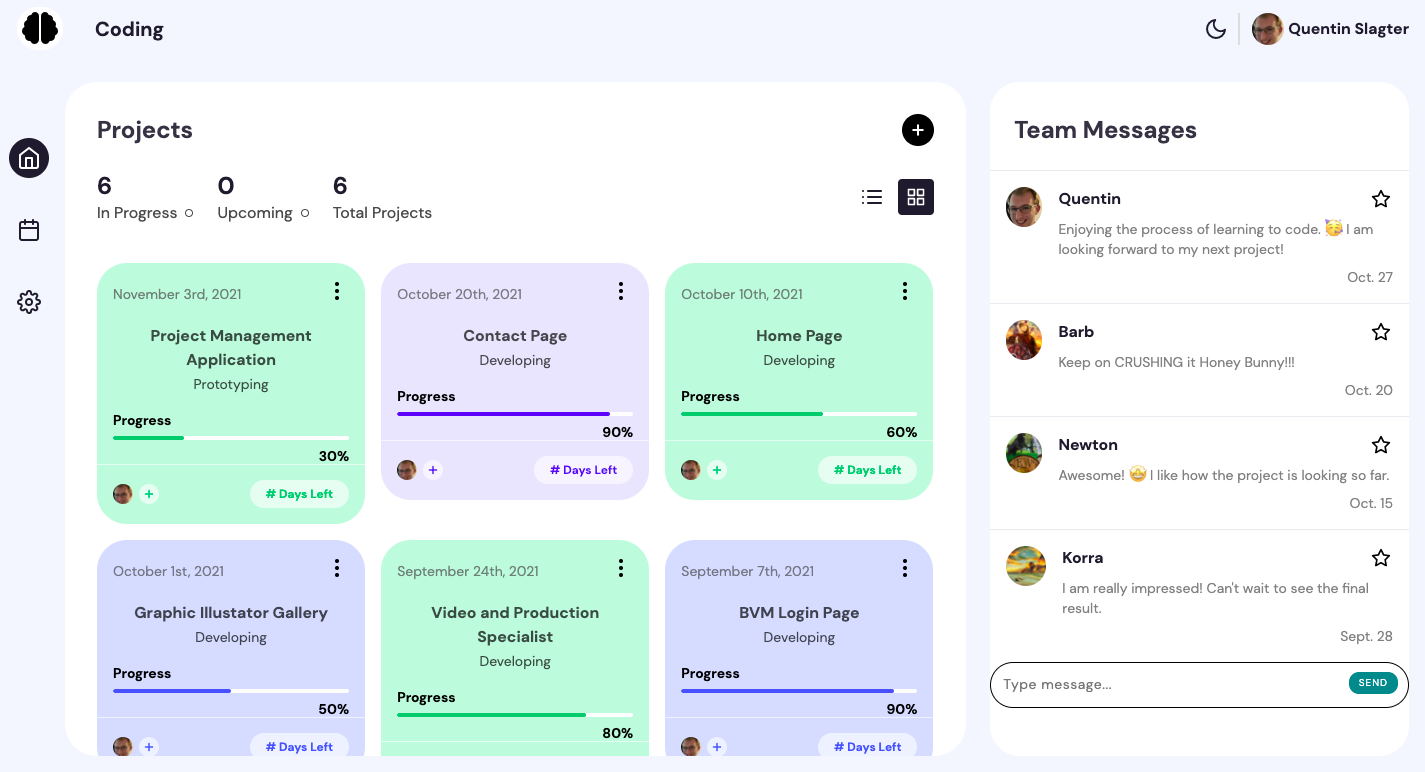 Coding
Quentin Slagter
Projects
6
In Progress
0
Upcoming
6
Total Projects
November 3rd, 2021
Project Management
Application
Prototyping
Progress
30%
# Days Left
October 20th, 2021
Contact Page
Developing
Progress
90%
# Days Left
October 10th, 2021
Home Page
Developing
Progress
60%
# Days Left
October 1st, 2021
Graphic Illustator Gallery
Developing
Progress
50%
# Days Left
September 24th, 2021
Video and Production
Specialist
Developing
Progress
80%
September 7th, 2021
BVM Login Page
Developing
Progress
90%
# Days Left
Team Messages
Quentin
Enjoying the process of learning to code. 🥳 I am
looking forward to my next project!
Oct. 27
Barb
Keep on CRUSHING it Honey Bunny!!!
Oct. 20
Newton
Awesome! 🤩 I like how the project is looking so far.
Oct. 15
Korra
I am really impressed! Can't wait to see the final
result.
Sept. 28
Type message...
SEND